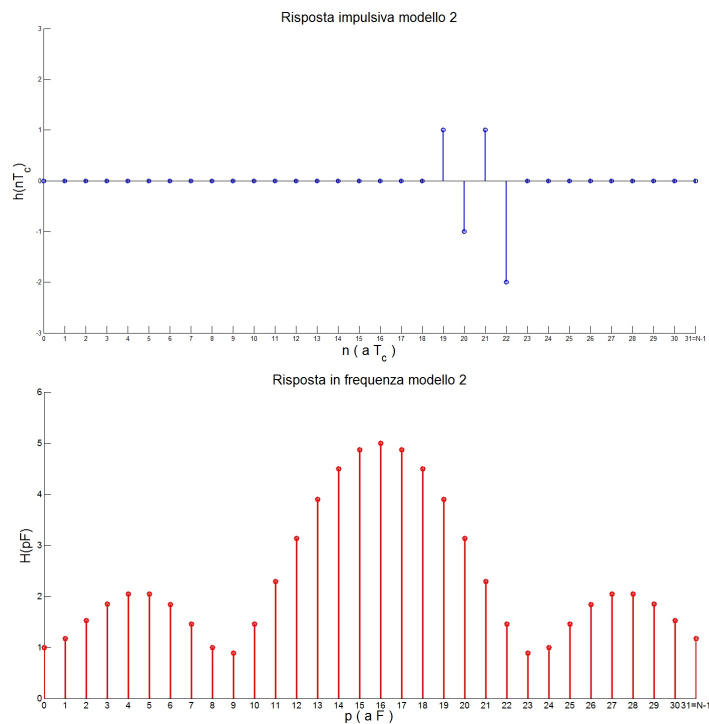 Risposta impulsiva modello 2
3
2
1
0
-1
-2
-3
h(nTc)
0 1 2 3 4 5 6 7 8 9 10 11 12 13 14 15 16 17 18 19 20 21 22 23 24 25 26 27 28 29 30 31=N-1
n ( a Tc )
Risposta in frequenza modello 2
6
5
4
3
2
1
0
H(pF)
0 1 2 3 4 5 6 7 8 9 10 11 12 13 14 15 16 17 18 19 20 21 22 23 24 25 26 27 28 29 30 31=N-1
p ( a F )